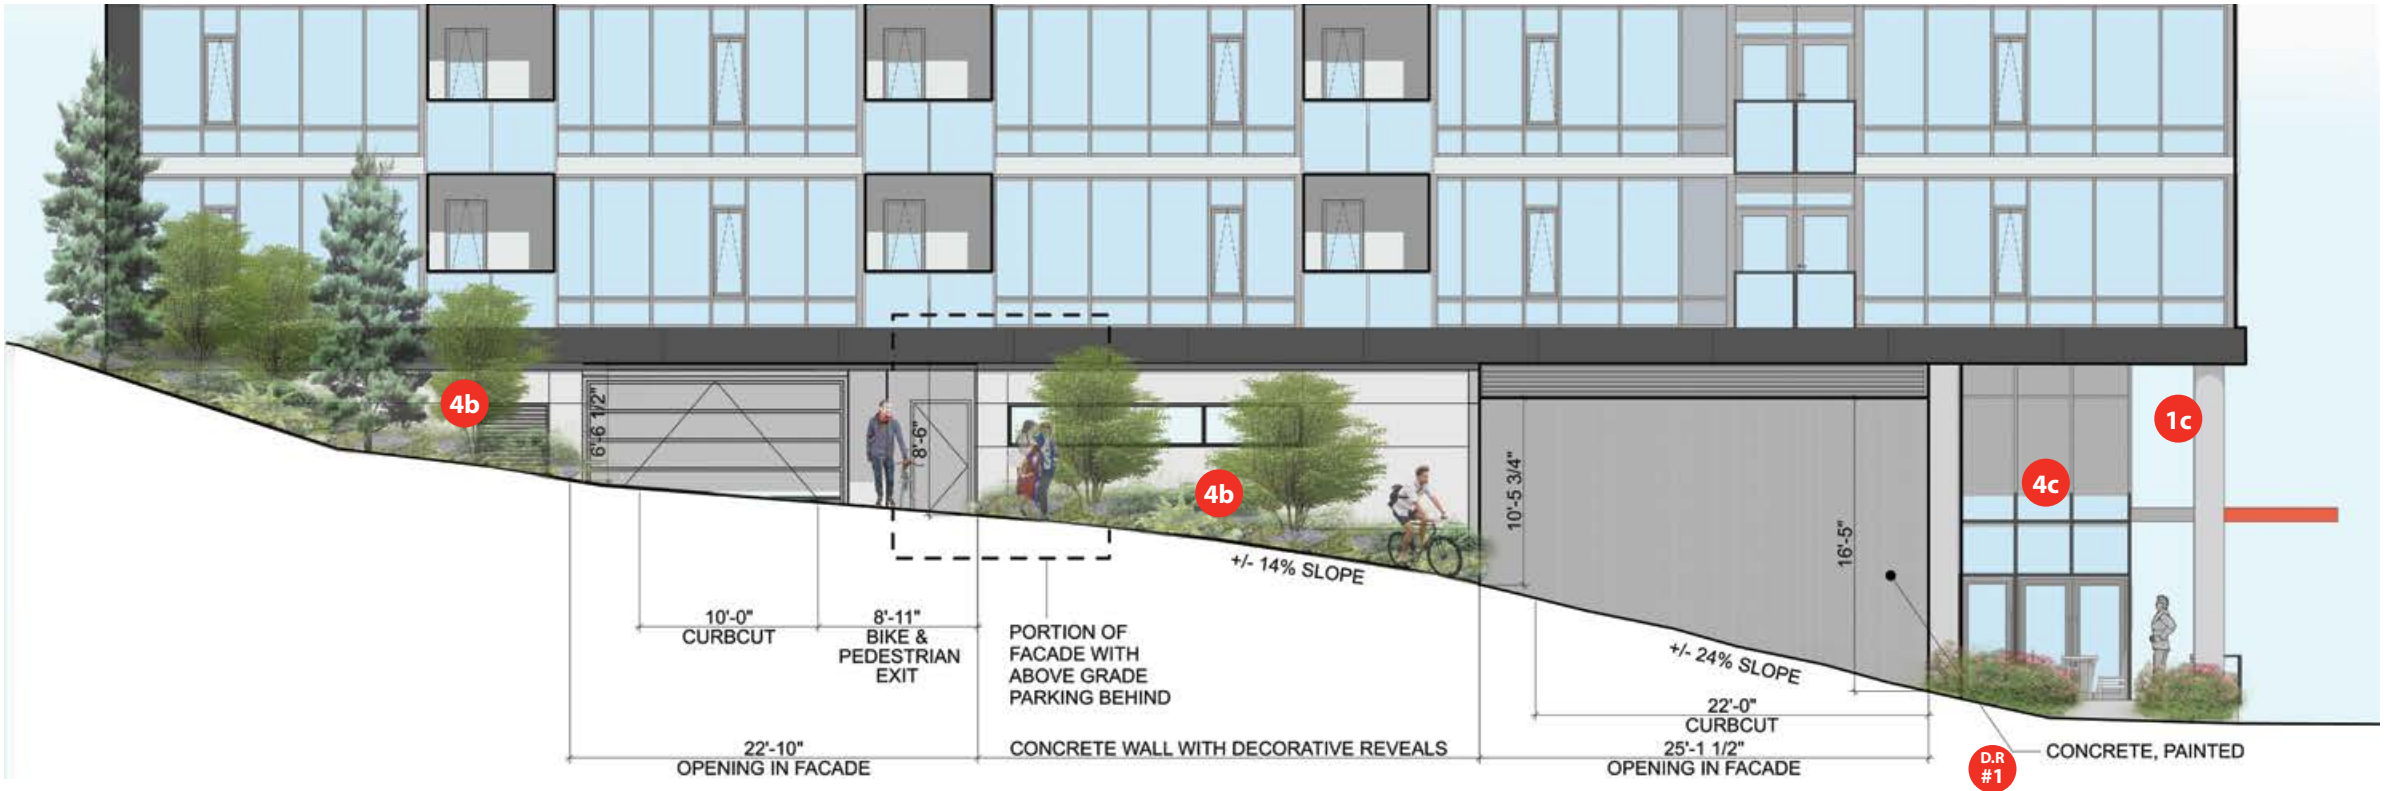 4b
6'-6 1/2"
8'-6"
4b
10'-5 3/4"
16'-5"
4c
1c
+/- 14% SLOPE
+/- 24% SLOPE
10'-0"
CURBCUT
8'-11"
BIKE &
PEDESTRIAN
EXIT
PORTION OF
FACADE WITH
ABOVE GRADE
PARKING BEHIND
22'-0"
CURBCUT
22'-10"
OPENING IN FACADE
CONCRETE WALL WITH DECORATIVE REVEALS
25'-1 1/2"
OPENING IN FACADE
D.R
#1
CONCRETE, PAINTED